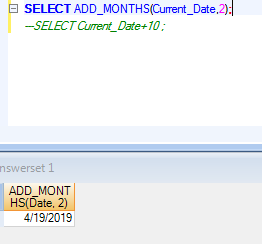 SELECT ADD_MONTHS(Current_Date,2);
---SELECT Current_Date+10 ;
nswerset 1
ADD_MONT
HS(Date, 2)
4/19/2019